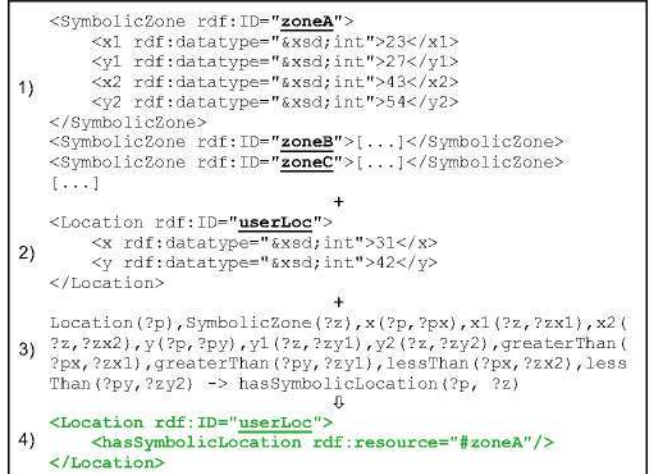 <SymbolicZone rdf:ID="zoneA">
<x1 rdf:datatype="&xsd;int">23</x1>
<y1 rdf:datatype="&xsd;int">27</y1>
1) <x2 rdf:datatype="&xsd;int">43</x2>
<y2 rdf:datatype="&xsd;int">54</y2>
</SymbolicZone>
<SymbolicZone rdf:ID="zoneB">[...]</SymbolicZone>
<SymbolicZone rdf:ID="zoneC">[...]</SymbolicZone>
[...]
+
<Location rdf:ID="userLoc">
<x rdf:datatype="&xsd;int">31</x>
2) <y rdf:datatype="&xsd;int">42</y>
</Location>
+
Location(?p),SymbolicZone(?z),x(?p,?px),x1(?z,?zx1),x2(
?z,?zx2),y(?p,?py),y1(?z,?zy1),y2(?z,?zy2),greaterThan(
3) ?px,?zx1),greaterThan(?py,?zy1),lessThan(?px,?zx2),less
Than(?py,?zy2) -> hasSymbolicLocation(?p, ?z)
⇩
<Location rdf:ID="userLoc">
4) <hasSymbolicLocation rdf:resource="#zoneA"/>
</Location>